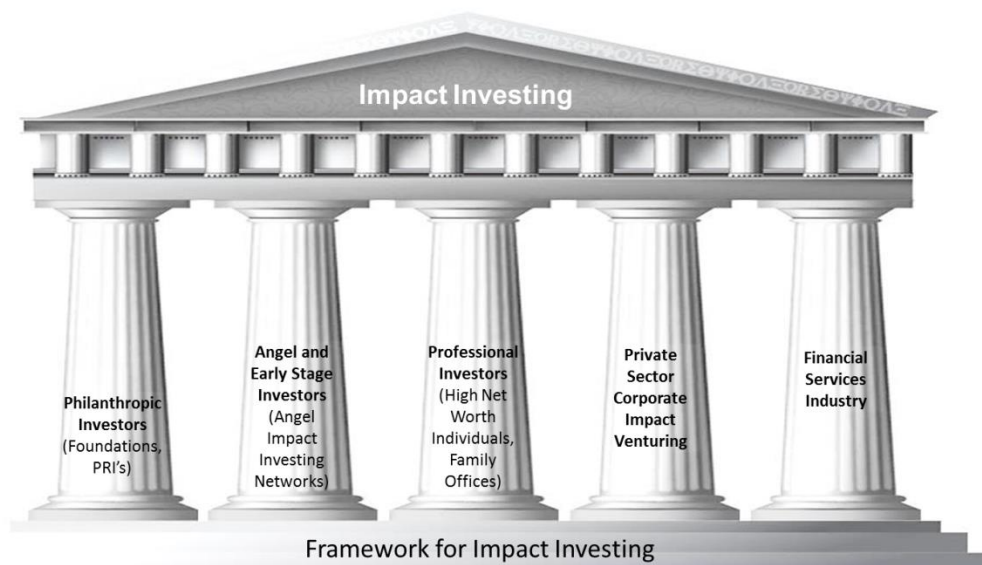 Impact Investing
Philanthropic
Investors
(Foundations,
PRI's)
Angel and
Early Stage
Investors
(Angel
Impact
Investing
Networks)
Professional
Investors
(High Net
Worth
Individuals,
Family
Offices)
Private
Sector
Corporate
Impact
Venturing
Financial
Services
Industry
Framework for Impact Investing